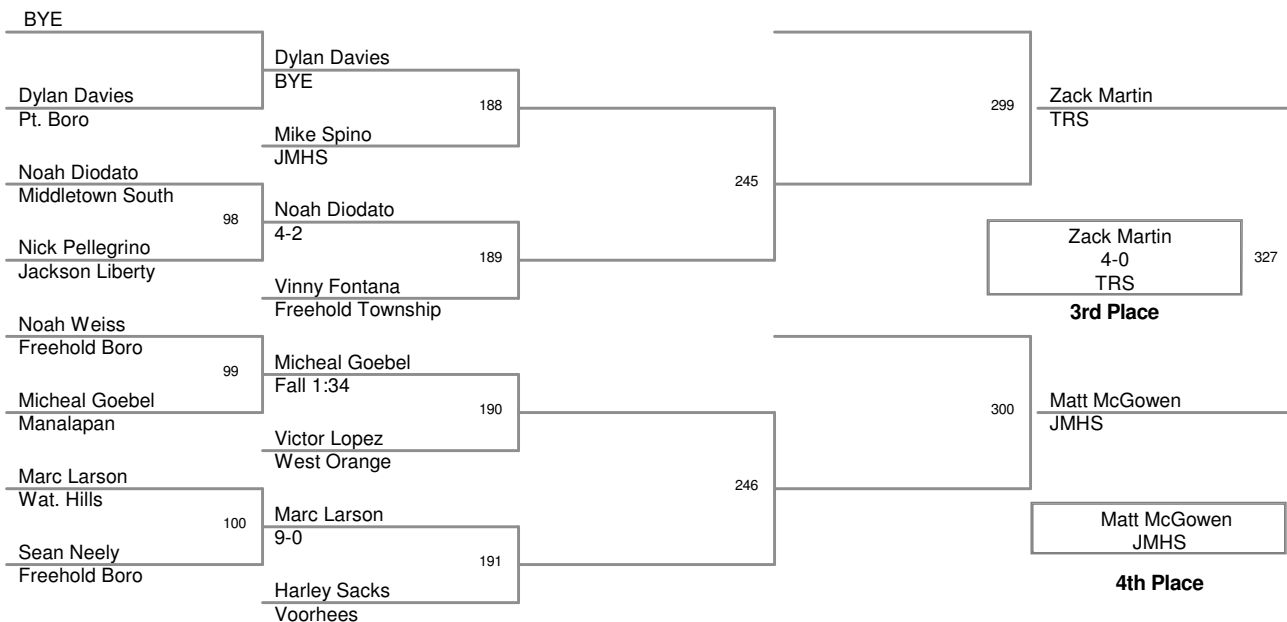 BYE
Dylan Davies
Pt. Boro
Noah Diodato
Middletown South
98
Nick Pellegrino
Jackson Liberty
Noah Weiss
Freehold Boro
99
Micheal Goebel
Manalapan
Marc Larson
Wat. Hills
100
Sean Neely
Freehold Boro
Dylan Davies
BYE
188
Mike Spino
JMHS
Noah Diodato
4-2
189
Vinny Fontana
Freehold Township
Micheal Goebel
Fall 1:34
190
Victor Lopez
West Orange
Marc Larson
9-0
191
Harley Sacks
Voorhees
245
246
299
Zack Martin
TRS
Zack Martin
4-0
TRS
327
3rd Place
300
Matt McGowen
JMHS
Matt McGowen
JMHS
4th Place